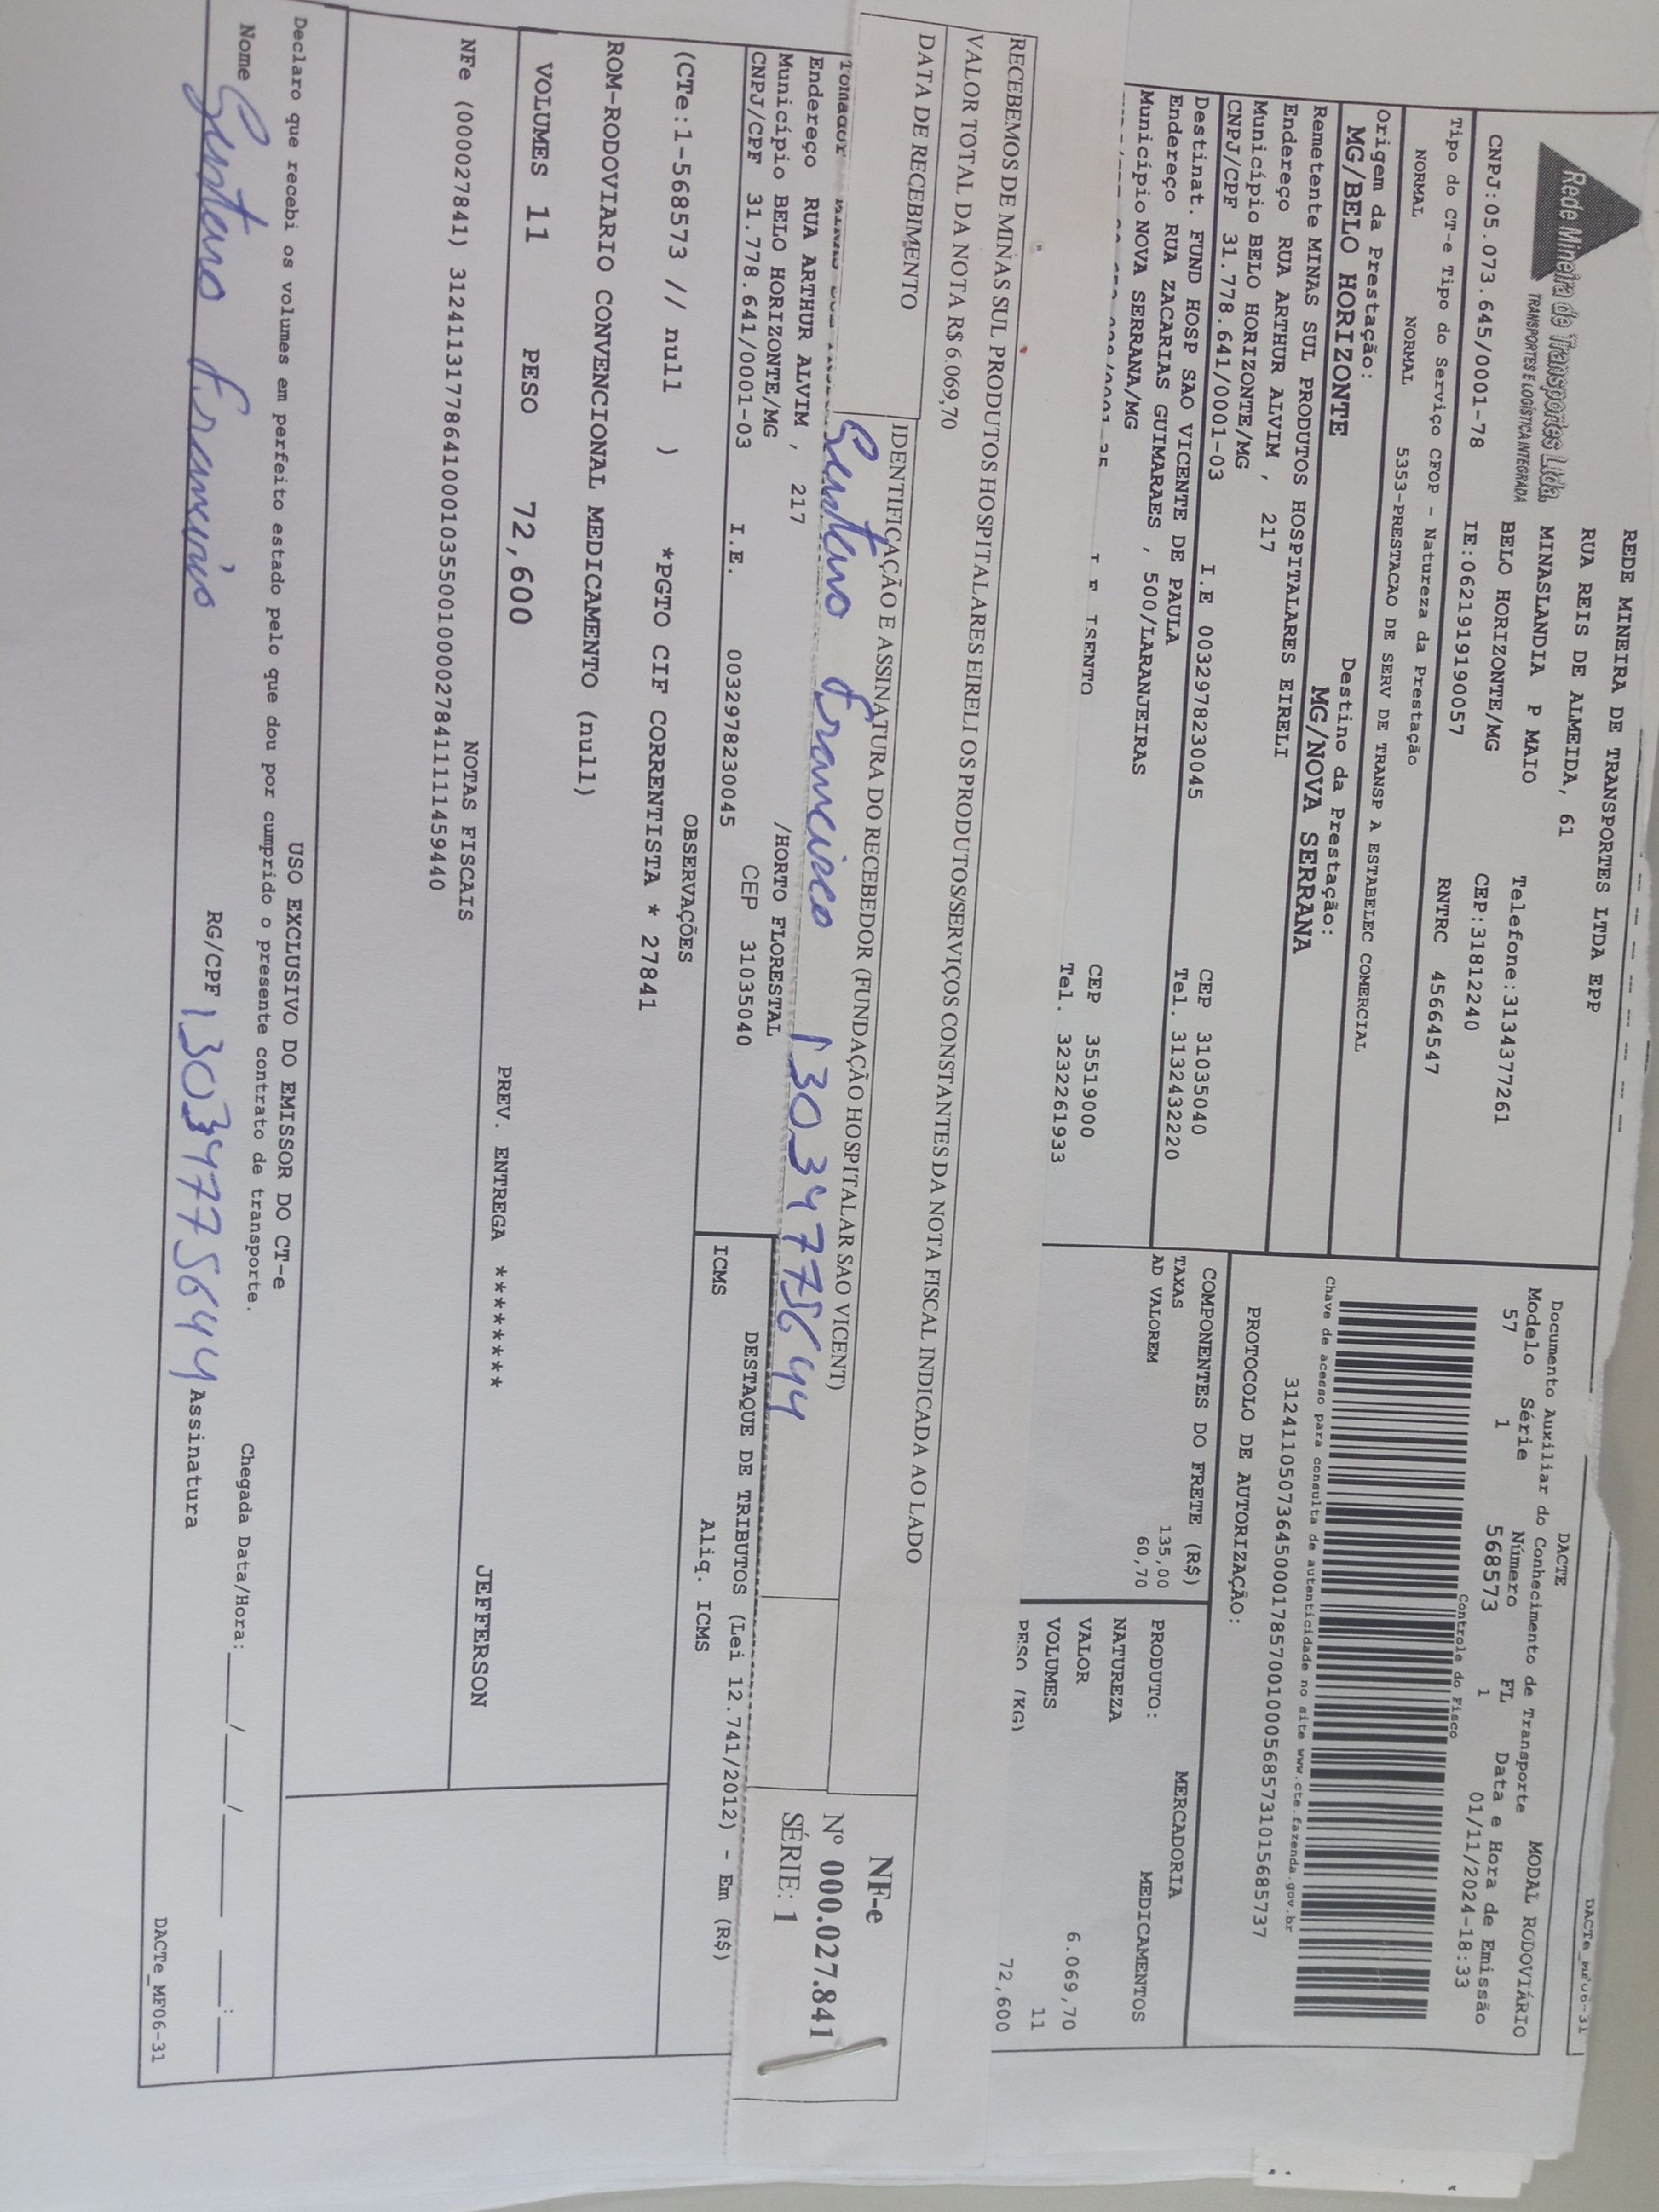 DACTe_MF06-31
Rede Mineira de Transportes Ltda.
TRANSPORTES E LOGÍSTICA INTEGRADA
REDE MINEIRA DE TRANSPORTES LTDA EPP
RUA REIS DE ALMEIDA, 61
MINASLANDIA P MAIO Telefone:3134377261
BELO HORIZONTE/MG CEP:31812240
CNPJ:05.073.645/0001-78 IE:0621919190057 RNTRC 45664547
DACTE
Documento Auxiliar do Conhecimento de Transporte MODAL RODOVIÁRIO
Modelo Série Número FL Data e Hora de Emissão
57 1 568573 1 01/11/2024-18:33
Controle do Fisco
Tipo do CT-e Tipo do Serviço CFOP - Natureza da Prestação
NORMAL NORMAL 5353-PRESTACAO DE SERV DE TRANSP A ESTABELEC COMERCIAL
Chave de acesso para consulta de autenticidade no site www.cte.fazenda.gov.br
31241105073645000178570010005685731015685737
Origem da Prestação: Destino da Prestação:
MG/BELO HORIZONTE MG/NOVA SERRANA
PROTOCOLO DE AUTORIZAÇÃO:
Remetente MINAS SUL PRODUTOS HOSPITALARES EIRELI
Endereço RUA ARTHUR ALVIM , 217
Município BELO HORIZONTE/MG CEP 31035040
CNPJ/CPF 31.778.641/0001-03 I.E 0032978230045 Tel. 3132432220
Destinat. FUND HOSP SAO VICENTE DE PAULA
Endereço RUA ZACARIAS GUIMARAES , 500/LARANJEIRAS
Município NOVA SERRANA/MG CEP 35519000
I.E ISENTO Tel. 3232261933
COMPONENTES DO FRETE (R$)
TAXAS 135,00
AD VALOREM 60,70
MERCADORIA
PRODUTO: MEDICAMENTOS
NATUREZA
VALOR 6.069,70
VOLUMES 11
PESO (KG) 72,600
RECEBEMOS DE MINAS SUL PRODUTOS HOSPITALARES EIRELI OS PRODUTOS/SERVIÇOS CONSTANTES DA NOTA FISCAL INDICADA AO LADO
VALOR TOTAL DA NOTA R$ 6.069,70
DATA DE RECEBIMENTO
IDENTIFICAÇÃO E ASSINATURA DO RECEBEDOR (FUNDAÇÃO HOSPITALAR SAO VICENT)
Francisco 13034775644
NF-e
Nº 000.027.841
SÉRIE: 1
Tomador
Endereço RUA ARTHUR ALVIM , 217 /HORTO FLORESTAL
Município BELO HORIZONTE/MG CEP 31035040
CNPJ/CPF 31.778.641/0001-03 I.E. 0032978230045
DESTAQUE DE TRIBUTOS (Lei 12.741/2012) - Em (R$)
ICMS Aliq. ICMS
OBSERVAÇÕES
(CTe:1-568573 // null ) *PGTO CIF CORRENTISTA * 27841
ROM-RODOVIARIO CONVENCIONAL MEDICAMENTO (null)
VOLUMES 11 PESO 72,600 PREV. ENTREGA ******** JEFFERSON
NOTAS FISCAIS
NFe (000027841) 31241131778641000103550010000278411111459440
USO EXCLUSIVO DO EMISSOR DO CT-e
Declaro que recebi os volumes em perfeito estado pelo que dou por cumprido o presente contrato de transporte.
Chegada Data/Hora:___/___/_____ ___:___
Nome RG/CPF 13034775644 Assinatura
DACTe_MF06-31